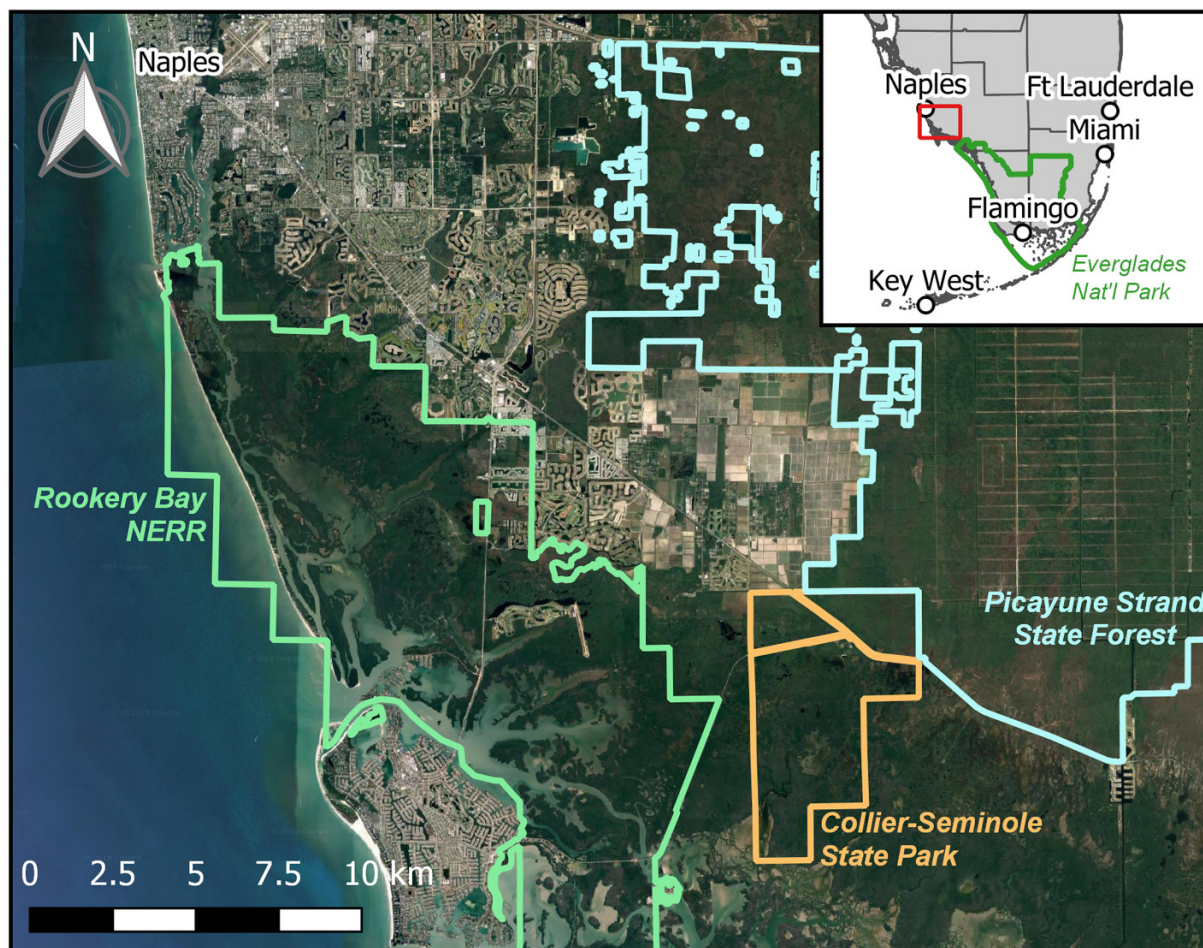 N
Naples
Naples
Ft Lauderdale
Miami
Flamingo
Key West
Everglades
Nat'l Park
Rookery Bay
NERR
Picayune Strand
State Forest
Collier-Seminole
State Park
0 2.5 5 7.5 10 km